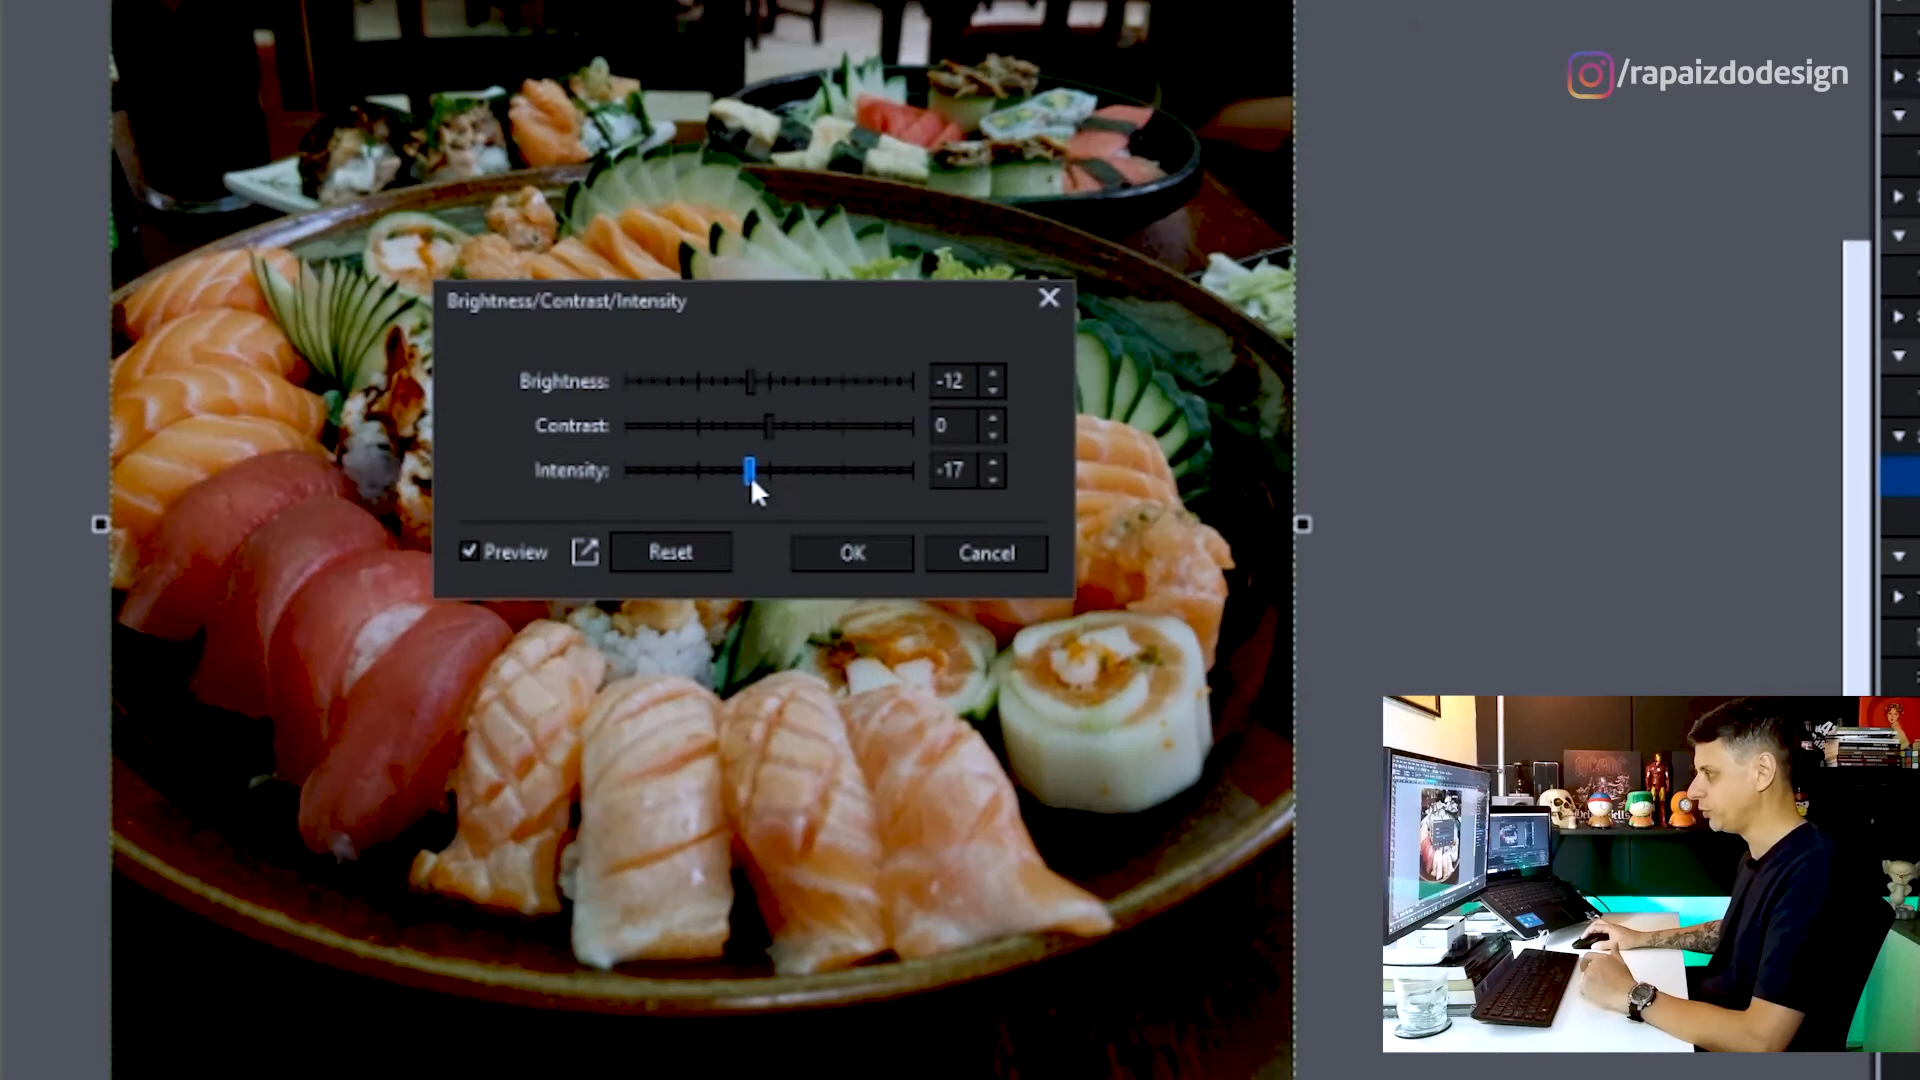 /rapaizdodesign
Brightness/Contrast/Intensity
Brightness: -12
Contrast: 0
Intensity: -17
Preview Reset OK Cancel